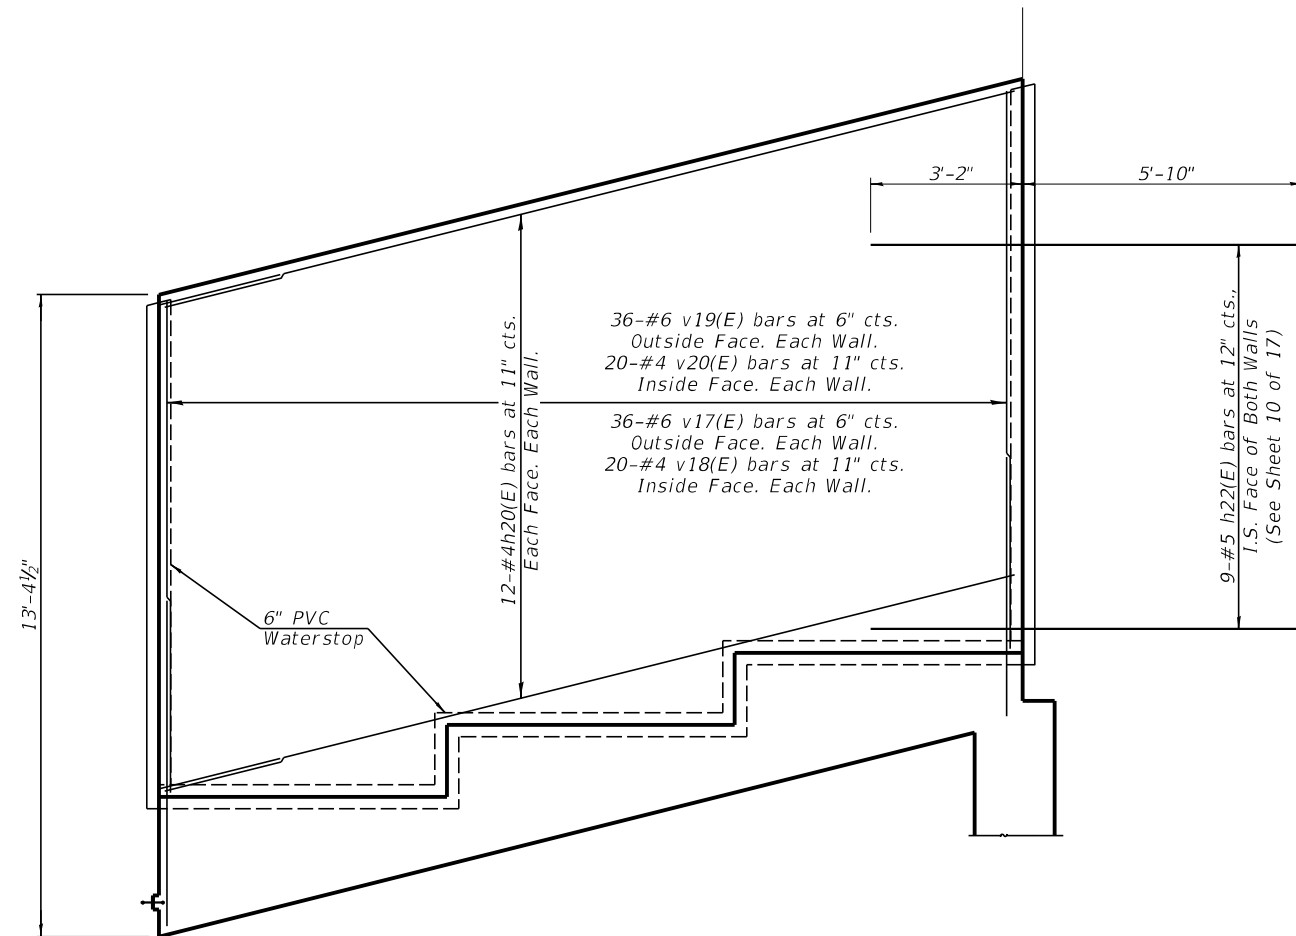 3'-2"
5'-10"
36-#6 v19(E) bars at 6" cts.
Outside Face. Each Wall.
20-#4 v20(E) bars at 11" cts.
Inside Face. Each Wall.
36-#6 v17(E) bars at 6" cts.
Outside Face. Each Wall.
20-#4 v18(E) bars at 11" cts.
Inside Face. Each Wall.
12-#4h20(E) bars at 11" cts.
Each Face. Each Wall.
9-#5 h22(E) bars at 12" cts.,
I.S. Face of Both Walls
(See Sheet 10 of 17)
13'-4½"
6" PVC
Waterstop